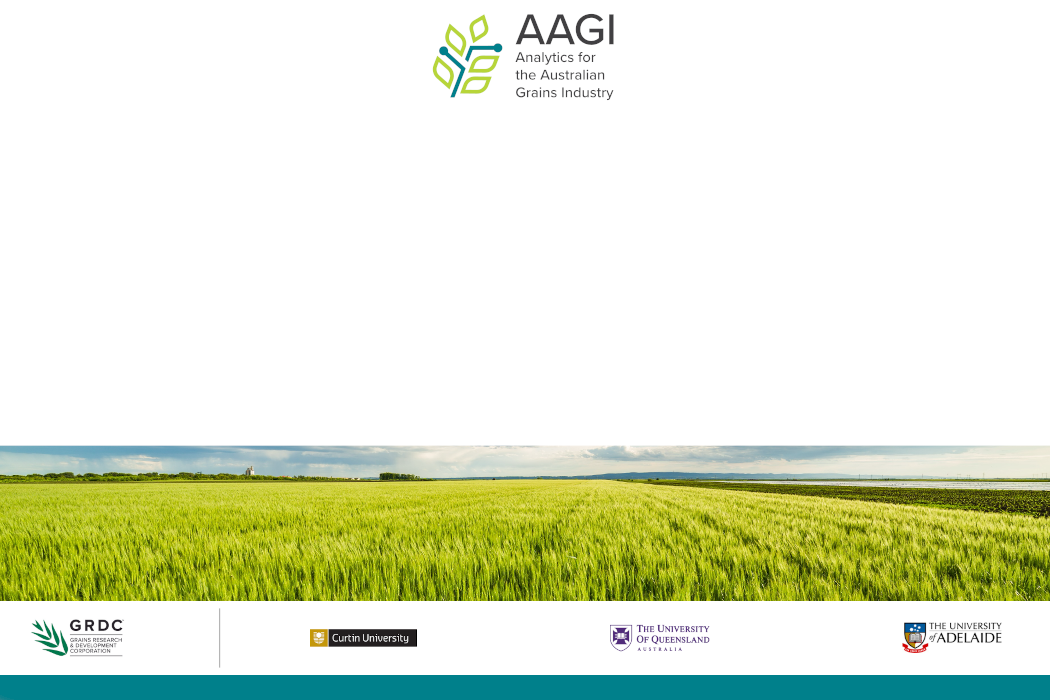 AAGI
Analytics for
the Australian
Grains Industry
GRDC
GRAINS RESEARCH
& DEVELOPMENT
CORPORATION
Curtin University
THE UNIVERSITY
OF QUEENSLAND
AUSTRALIA
THE UNIVERSITY
of ADELAIDE